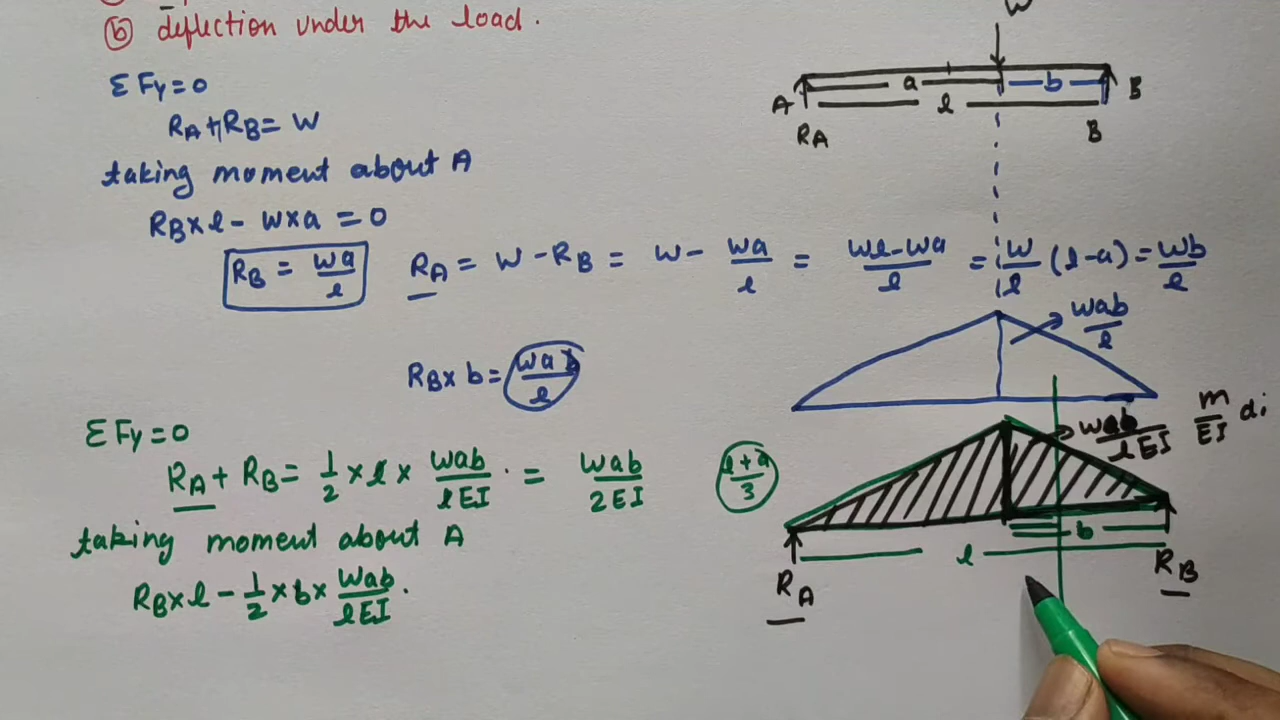 ⓑ deflection under the load.
W
ΣFy=0
a
b
A
l
B
RA+RB= W
RA
B
taking moment about A
RB×l- W×a =0
RB = wa/l
RA = W-RB = W- wa/l = Wl-Wa/l = W/l (l-a) = Wb/l
wab/l
RB×b= wab/l
ΣFy=0
wab/lEI
m/EI di
RA+RB= 1/2 ×l× wab/lEI · = wab/2EI
l+a/3
b
taking moment about A
l
RA
RB
RB×l - 1/2 ×b× wab/lEI ·